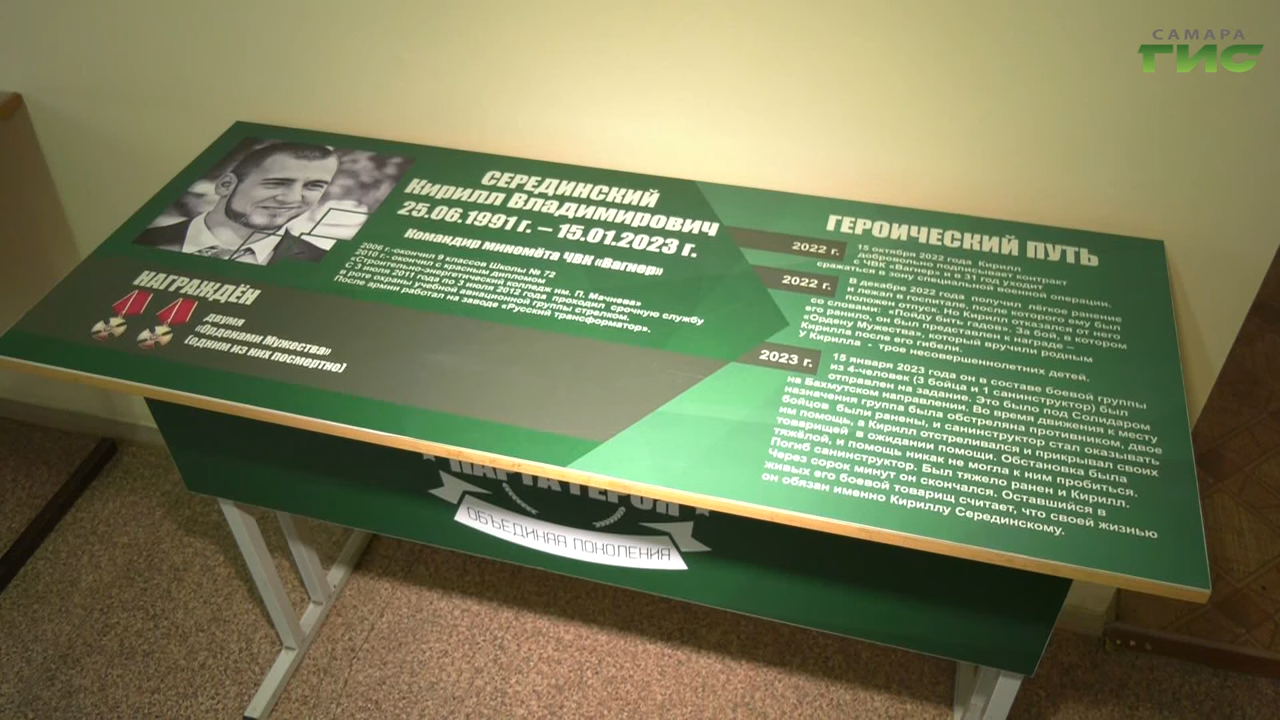 САМАРА
ГИС
СЕРЕДИНСКИЙ
Кирилл Владимирович
25.06.1991 г. – 15.01.2023 г.
Командир миномёта ЧВК «Вагнер»
2006 г.-окончил 9 классов Школы № 72
2010 г.- окончил с красным дипломом
«Строительно-энергетический колледж им. П. Мачнева»
С 3 июля 2011 года по 3 июля 2012 года проходил срочную службу
в роте охраны учебной авиационной группы стрелком.
После армии работал на заводе «Русский трансформатор».
НАГРАЖДЁН
двумя
«Орденами Мужества»
(одним из них посмертно)
ГЕРОИЧЕСКИЙ ПУТЬ
2022 г.
15 октября 2022 года Кирилл
добровольно подписывает контракт
с ЧВК «Вагнер» и в 31 год уходит
сражаться в зону специальной военной операции.
2022 г.
В декабре 2022 года получил лёгкое ранение
и лежал в госпитале, после которого ему был
положен отпуск. Но Кирилл отказался от него
со словами: «Пойду бить гадов». За бой, в котором
его ранило, он был представлен к награде –
«Ордену Мужества», который вручили родным
Кирилла после его гибели.
У Кирилла - трое несовершеннолетних детей.
2023 г.
15 января 2023 года он в составе боевой группы
из 4-человек (3 бойца и 1 санинструктор) был
отправлен на задание. Это было под Солидаром
на Бахмутском направлении. Во время движения к месту
назначения группа была обстреляна противником, двое
бойцов были ранены, и санинструктор стал оказывать
им помощь, а Кирилл отстреливался и прикрывал своих
товарищей в ожидании помощи. Обстановка была
тяжёлой, и помощь никак не могла к ним пробиться.
Погиб санинструктор. Был тяжело ранен и Кирилл.
Через сорок минут он скончался. Оставшийся в
живых его боевой товарищ считает, что своей жизнью
он обязан именно Кириллу Серединскому.
ПАРТА ГЕРОЯ
ОБЪЕДИНЯЯ ПОКОЛЕНИЯ